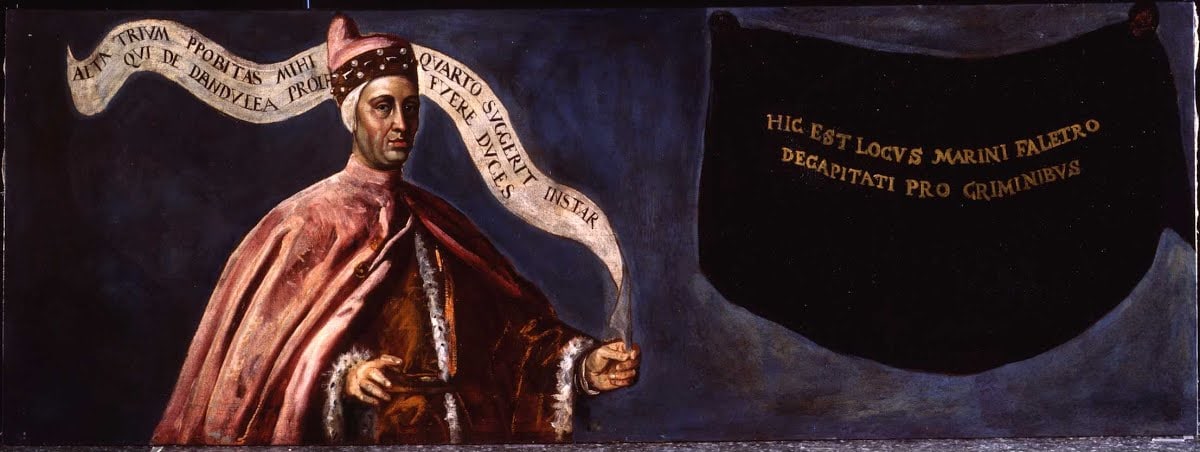 ALTA TRIVM PPOBITAS MIHI QVARTO SVGGERIT INSTAR
QVI DE DANDVLEA PROLE FVERE DVCES
HIC EST LOCVS MARINI FALETRO
DECAPITATI PRO CRIMINIBVS